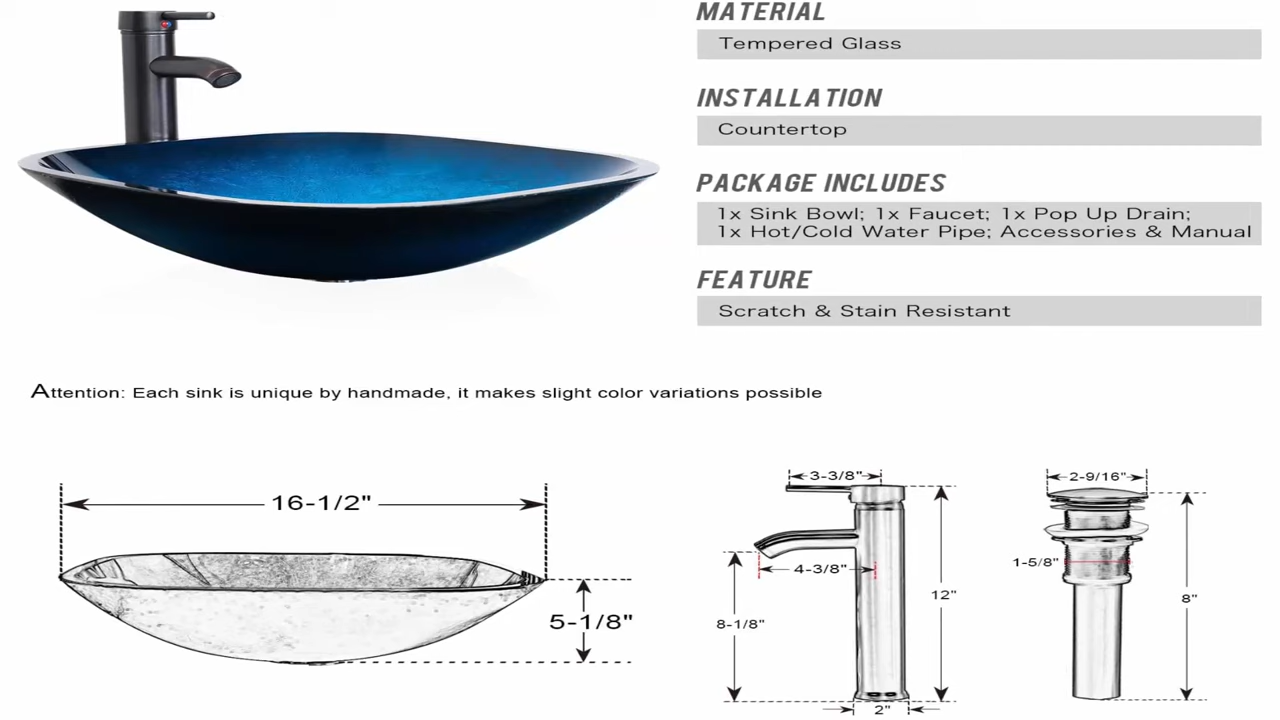 MATERIAL
Tempered Glass
INSTALLATION
Countertop
PACKAGE INCLUDES
1x Sink Bowl; 1x Faucet; 1x Pop Up Drain;
1x Hot/Cold Water Pipe; Accessories & Manual
FEATURE
Scratch & Stain Resistant
Attention: Each sink is unique by handmade, it makes slight color variations possible
16-1/2"
5-1/8"
3-3/8"
4-3/8"
8-1/8"
12"
2"
2-9/16"
1-5/8"
8"